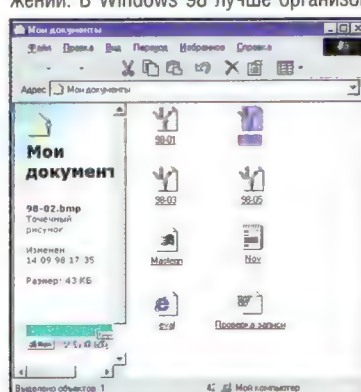 жений. В Windows 98 лучше организо
Мои документы
Файл Правка Вид Переход Избранное Справка
Адрес Мои документы
Мои
документ
98-02.bmp
Точечный
рисунок
Изменен
14 09 98 17 35
Размер: 43 КБ
98-01
98-03
98-05
Nov
eval
Проверка записи
Выделено объектов 1
Мой компьютер